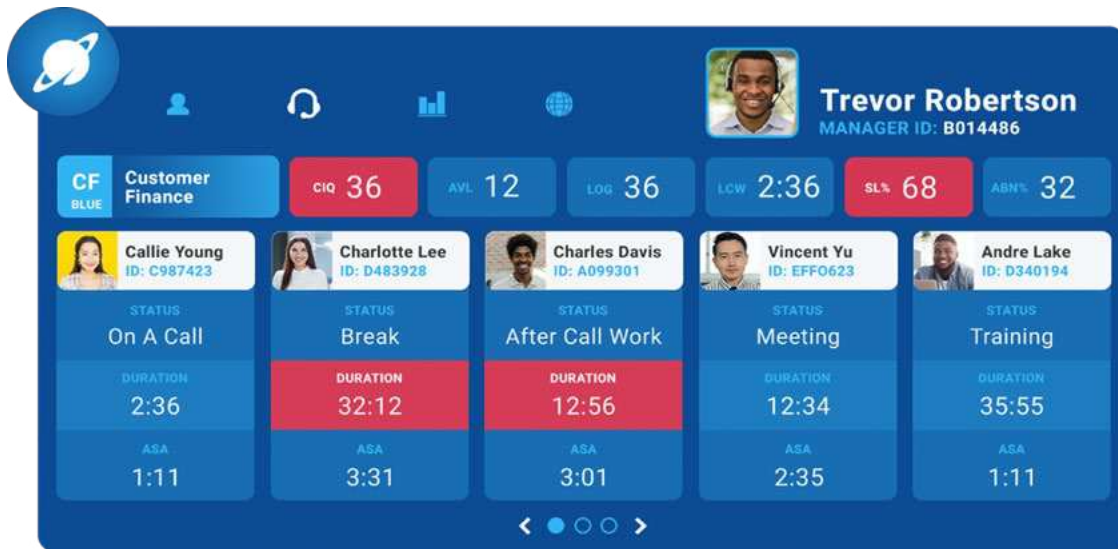 Trevor Robertson
MANAGER ID: B014486
CF BLUE Customer Finance
CIQ 36
AVL 12
LOG 36
LCW 2:36
SL% 68
ABN% 32
Callie Young
ID: C987423
STATUS
On A Call
DURATION
2:36
ASA
1:11
Charlotte Lee
ID: D483928
STATUS
Break
DURATION
32:12
ASA
3:31
Charles Davis
ID: A099301
STATUS
After Call Work
DURATION
12:56
ASA
3:01
Vincent Yu
ID: EFFO623
STATUS
Meeting
DURATION
12:34
ASA
2:35
Andre Lake
ID: D340194
STATUS
Training
DURATION
35:55
ASA
1:11